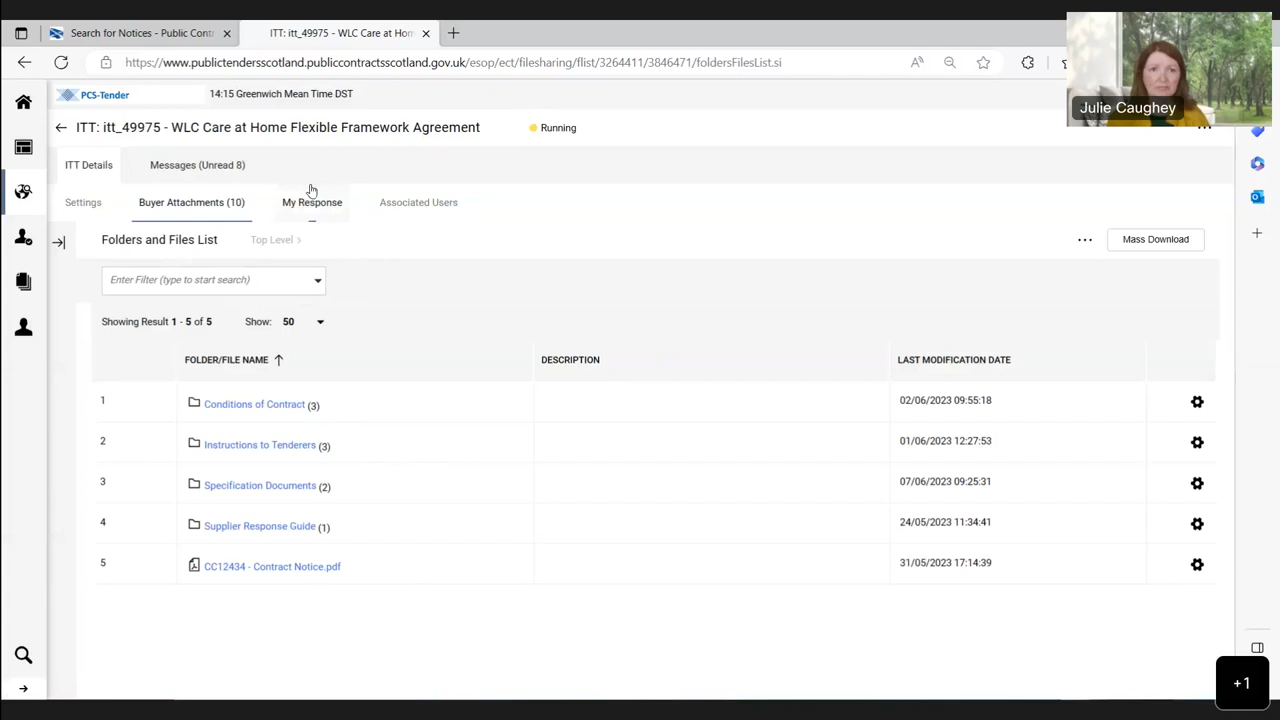 Search for Notices - Public Cont
ITT: itt_49975 - WLC Care at Hom
https://www.publictendersscotland.publiccontractsscotland.gov.uk/esop/ect/filesharing/flist/3264411/3846471/foldersFilesList.si
Julie Caughey
PCS-Tender
14:15 Greenwich Mean Time DST
ITT: itt_49975 - WLC Care at Home Flexible Framework Agreement
Running
ITT Details
Messages (Unread 8)
Settings
Buyer Attachments (10)
My Response
Associated Users
Folders and Files List
Top Level
Mass Download
Enter Filter (type to start search)
Showing Result 1 - 5 of 5
Show: 50
FOLDER/FILE NAME
DESCRIPTION
LAST MODIFICATION DATE
1 Conditions of Contract (3) 02/06/2023 09:55:18
2 Instructions to Tenderers (3) 01/06/2023 12:27:53
3 Specification Documents (2) 07/06/2023 09:25:31
4 Supplier Response Guide (1) 24/05/2023 11:34:41
5 CC12434 - Contract Notice.pdf 31/05/2023 17:14:39
+1